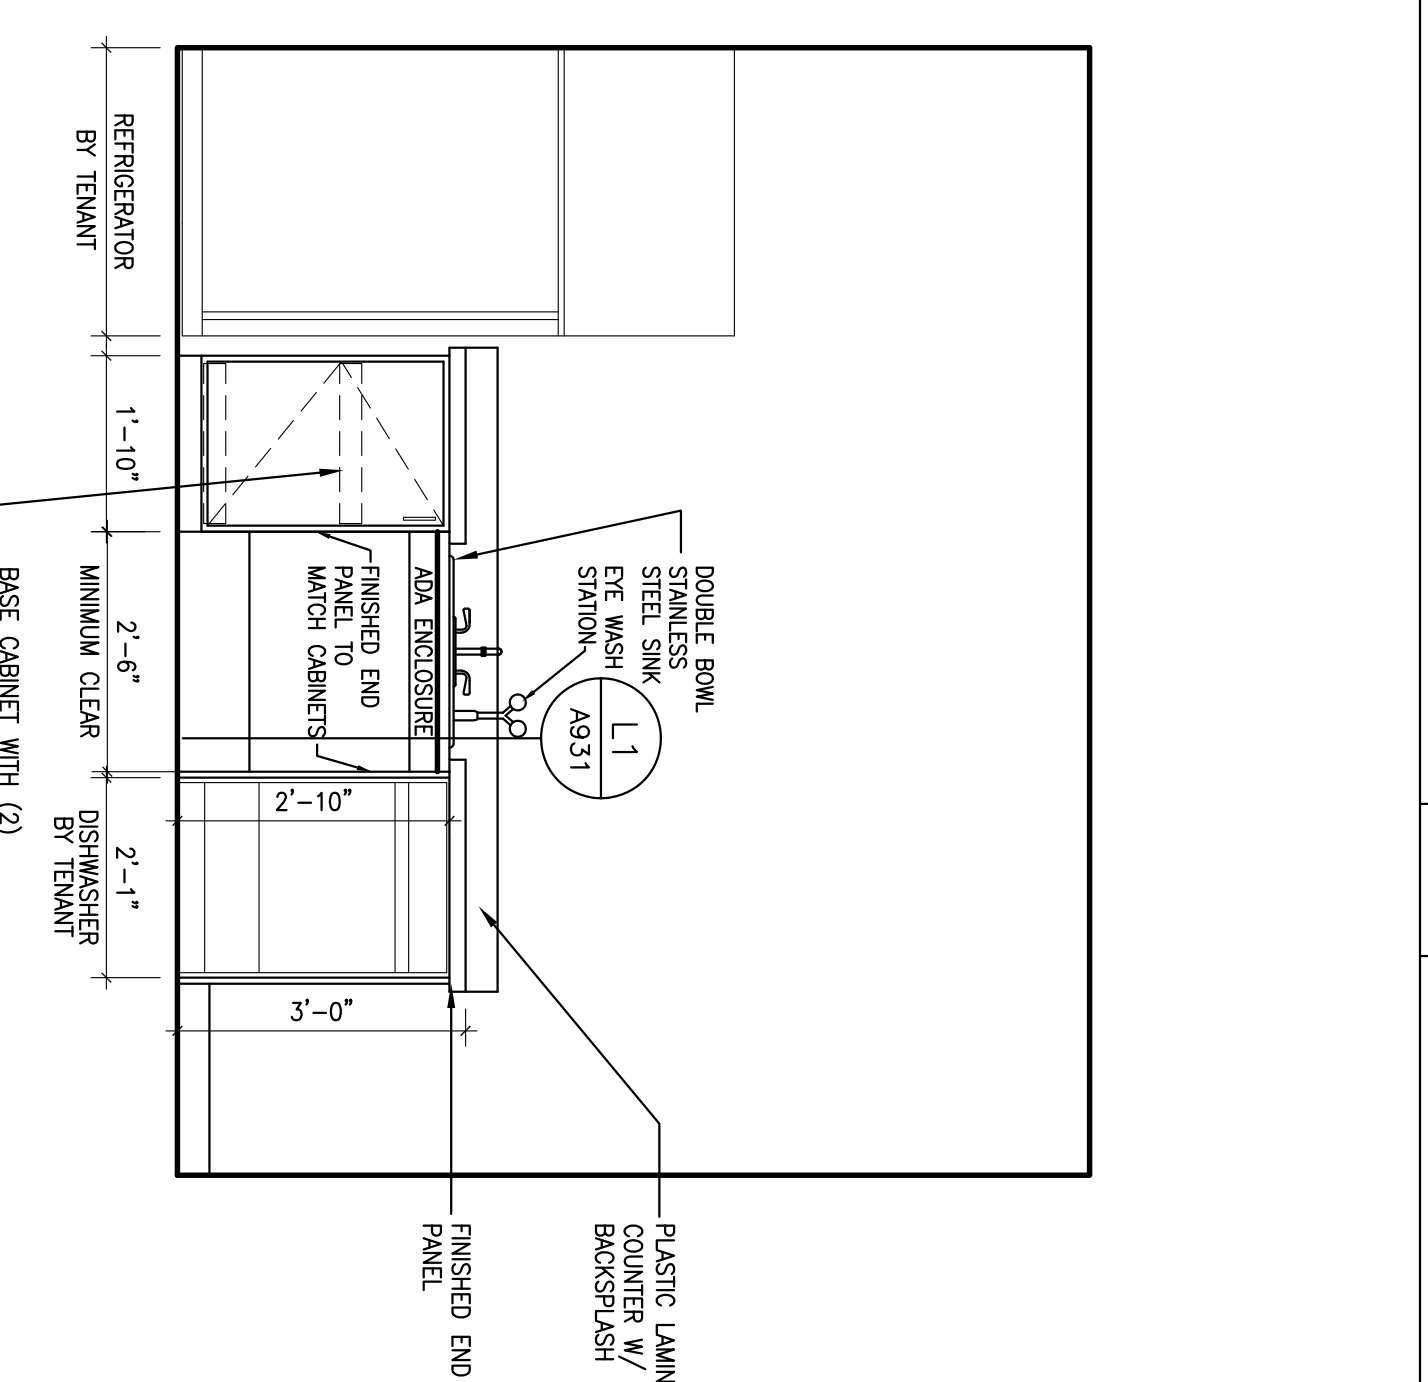 PLASTIC LAMIN
COUNTER W/
BACKSPLASH
DOUBLE BOWL
STAINLESS
STEEL SINK
EYE WASH
STATION
L1
A931
FINISHED END
PANEL
ADA ENCLOSURE
FINISHED END
PANEL TO
MATCH CABINETS
2'-10"
3'-0"
REFRIGERATOR
BY TENANT
1'-10"
2'-6"
MINIMUM CLEAR
2'-1"
DISHWASHER
BY TENANT
BASE CABINET WITH (2)